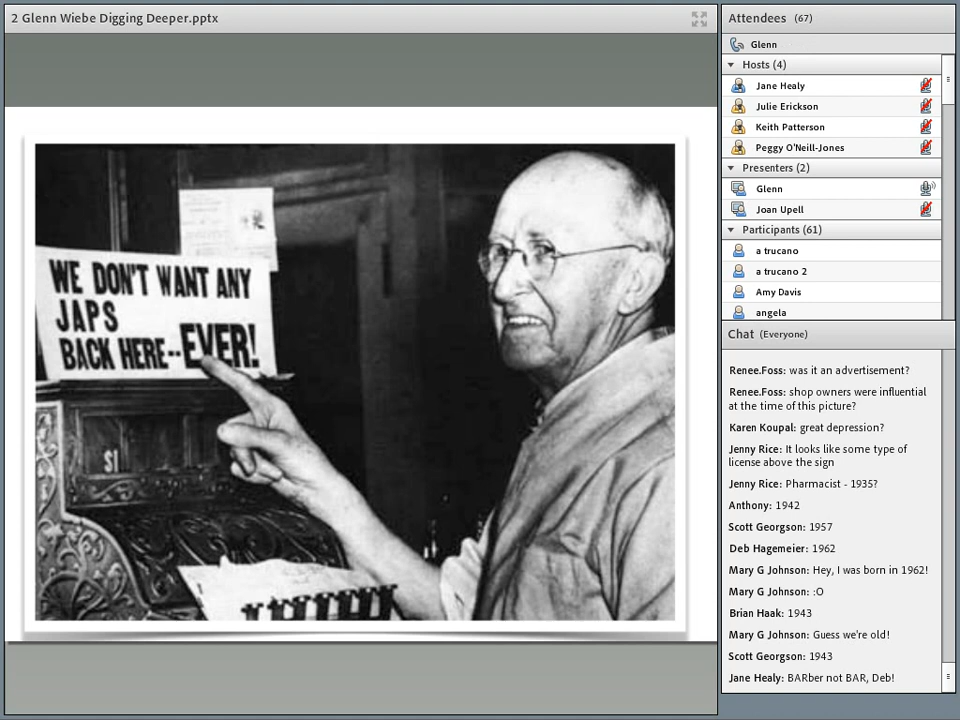 2 Glenn Wiebe Digging Deeper.pptx
WE DON'T WANT ANY
JAPS
BACK HERE--EVER!
$1
Attendees (67)
Glenn
Hosts (4)
Jane Healy
Julie Erickson
Keith Patterson
Peggy O'Neill-Jones
Presenters (2)
Glenn
Joan Upell
Participants (61)
a trucano
a trucano 2
Amy Davis
angela
Chat (Everyone)
Renee.Foss: was it an advertisement?
Renee.Foss: shop owners were influential
at the time of this picture?
Karen Koupal: great depression?
Jenny Rice: It looks like some type of
license above the sign
Jenny Rice: Pharmacist - 1935?
Anthony: 1942
Scott Georgson: 1957
Deb Hagemeier: 1962
Mary G Johnson: Hey, I was born in 1962!
Mary G Johnson: :O
Brian Haak: 1943
Mary G Johnson: Guess we're old!
Scott Georgson: 1943
Jane Healy: BARber not BAR, Deb!